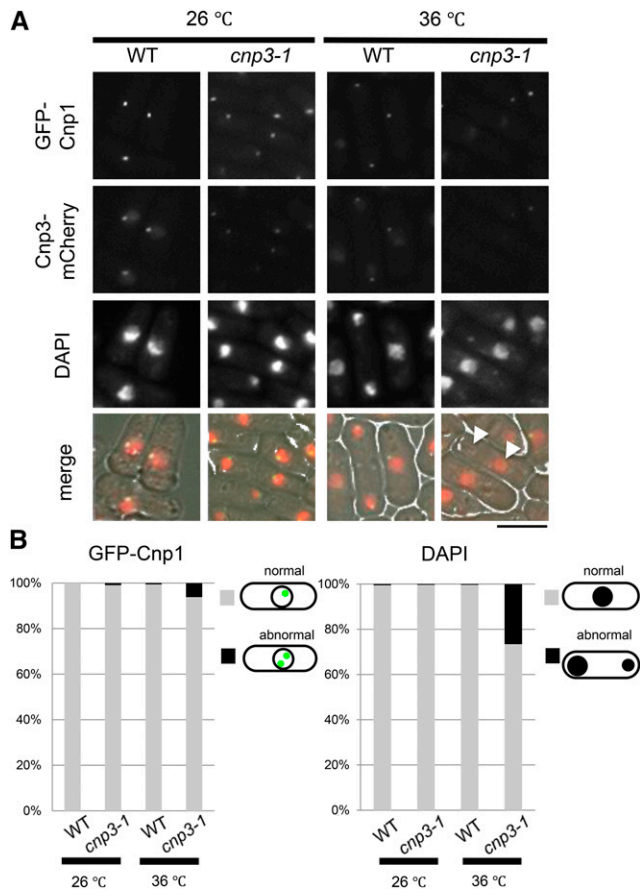 A
26 ℃ 36 ℃
WT cnp3-1 WT cnp3-1
GFP-
Cnp1
Cnp3-
mCherry
DAPI
merge
B
GFP-Cnp1
100%
80%
60%
40%
20%
0%
WT cnp3-1 WT cnp3-1
26 ℃ 36 ℃
normal
abnormal
DAPI
100%
80%
60%
40%
20%
0%
WT cnp3-1 WT cnp3-1
26 ℃ 36 ℃
normal
abnormal